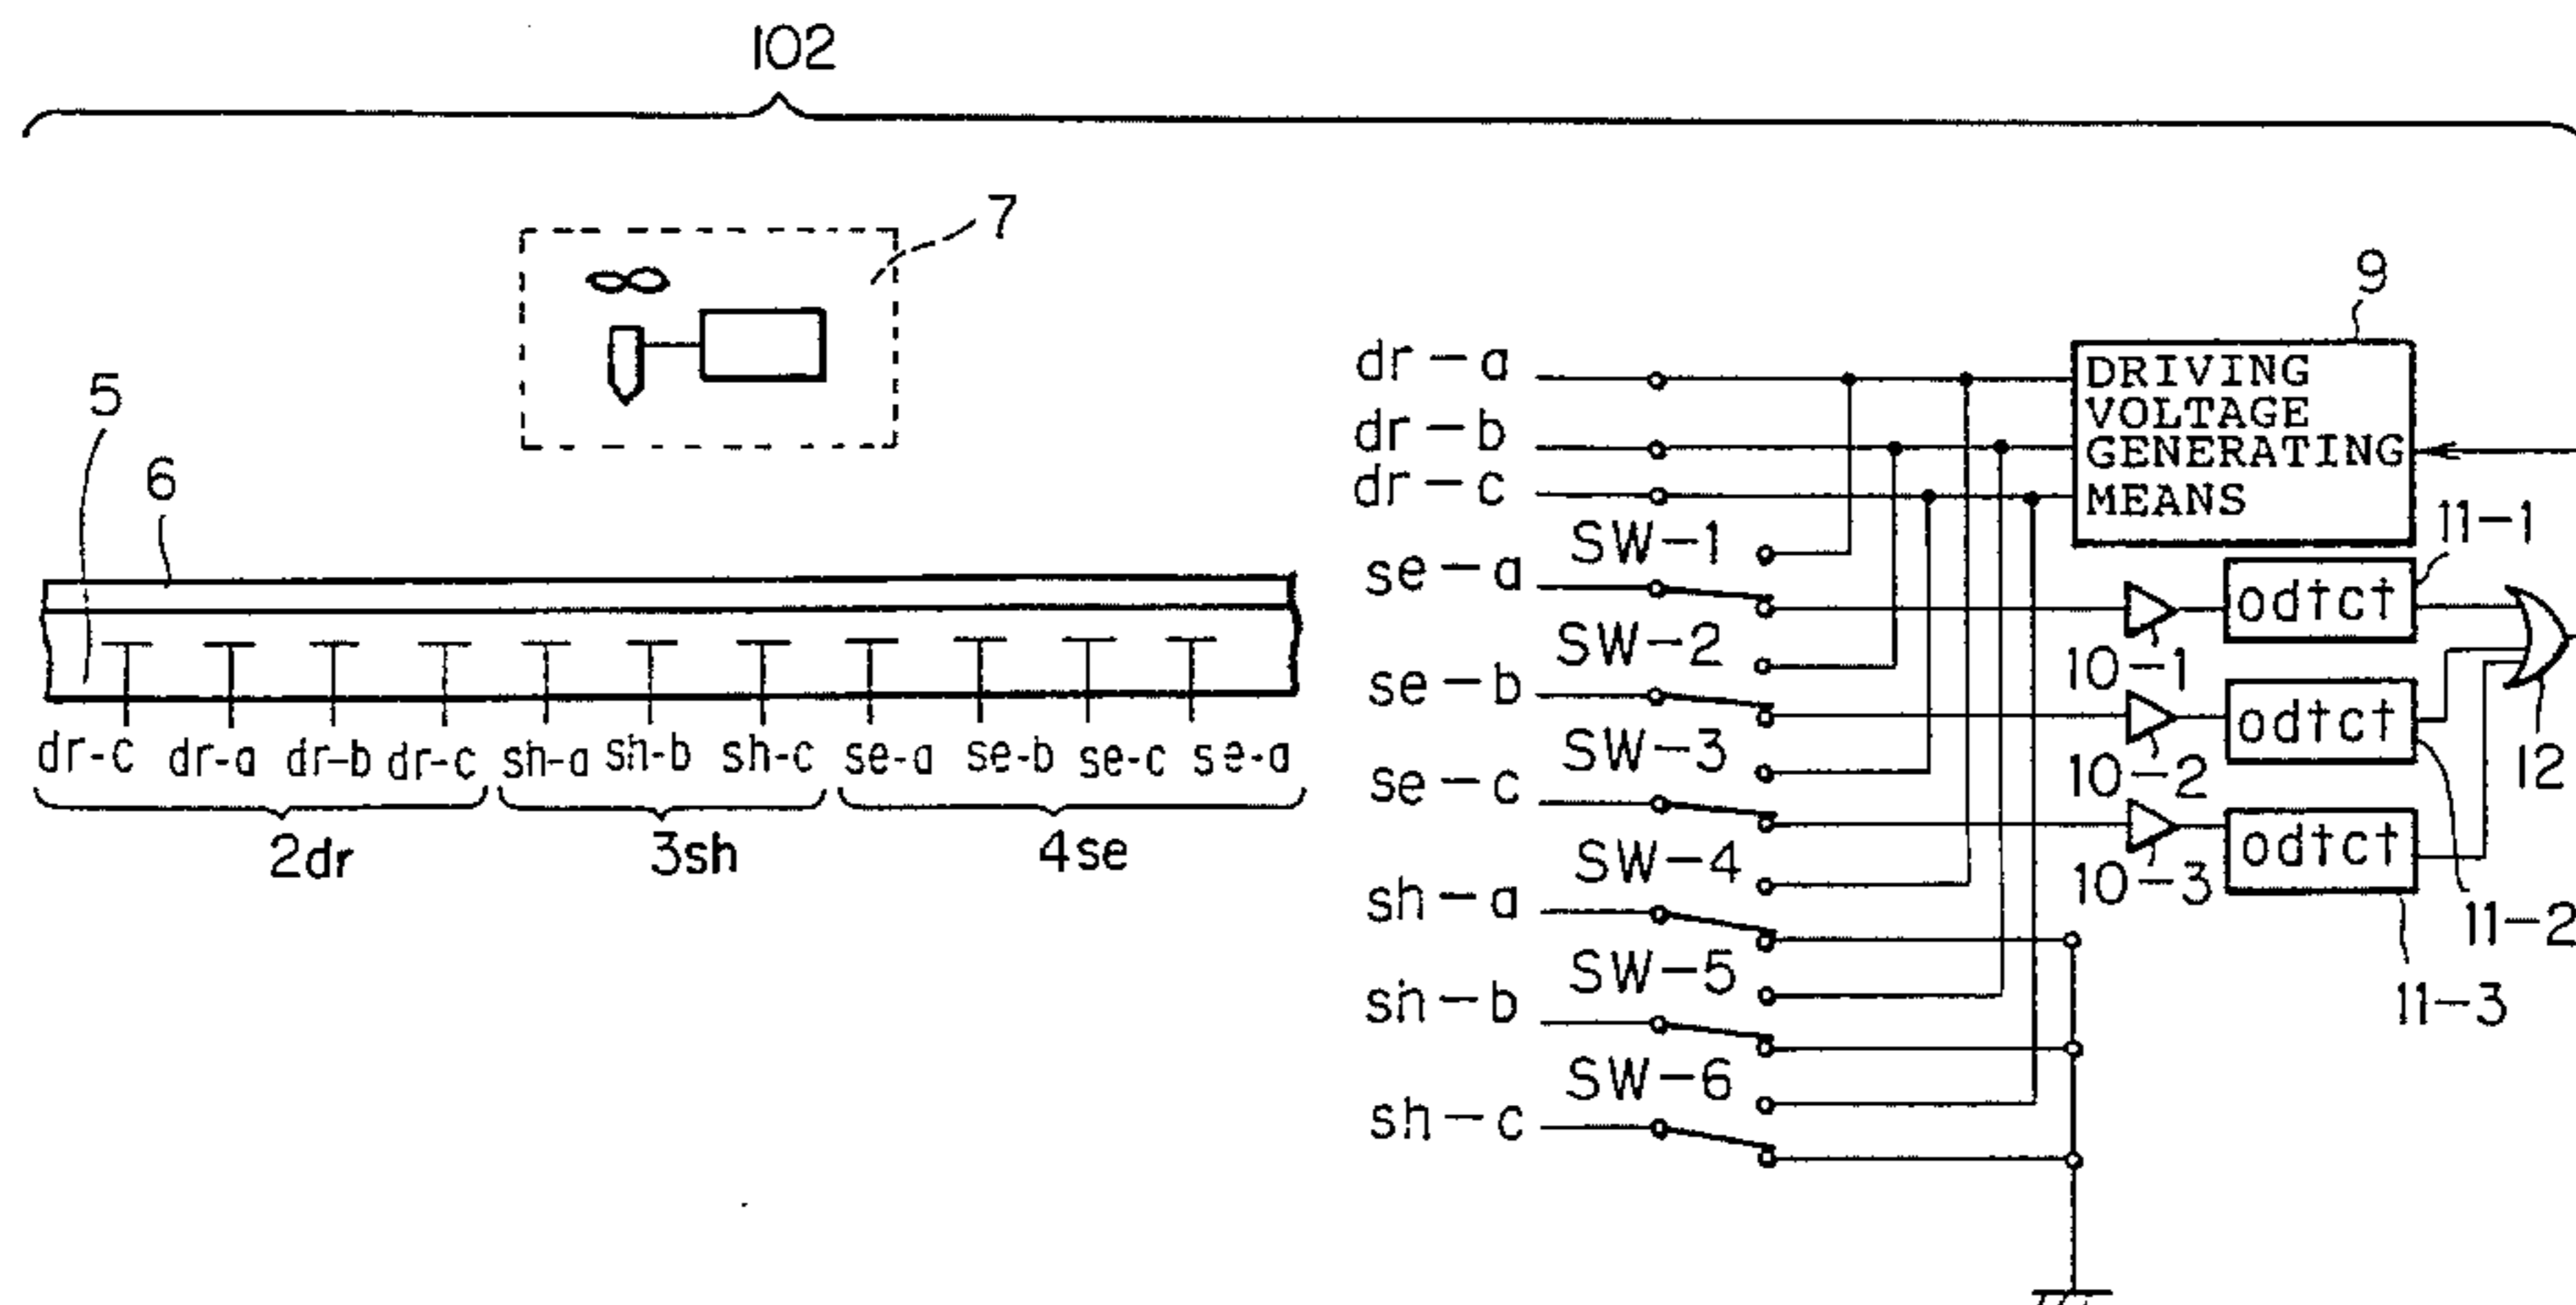 102
7
5
6
dr-c dr-a dr-b dr-c sh-a sh-b sh-c se-a se-b se-c se-a
2dr 3sh 4se
9
dr-a
dr-b
dr-c
DRIVING
VOLTAGE
GENERATING
MEANS
SW-1
se-a
SW-2
se-b
SW-3
se-c
SW-4
sh-a
SW-5
sh-b
SW-6
sh-c
11-1
odtct
10-1
odtct
10-2
12
odtct
10-3
11-2
11-3